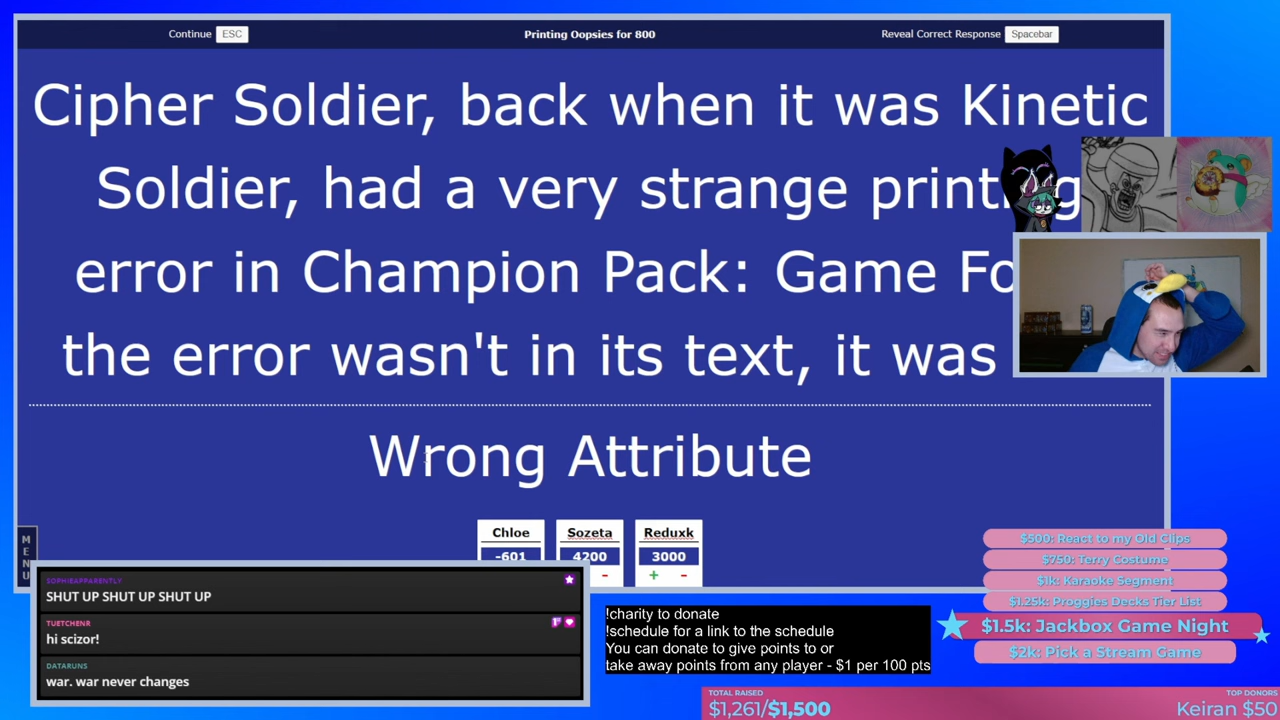 Continue ESC
Printing Oopsies for 800
Reveal Correct Response Spacebar
Cipher Soldier, back when it was Kinetic
Soldier, had a very strange
error in Champion Pack: Game
the error wasn't in its text, it was
Wrong Attribute
MENU
Chloe Sozeta Reduxk
-601 4200 3000
- + -
SOPHIEAPPARENTLY
SHUT UP SHUT UP SHUT UP
TUETCHENR
hi scizor!
DATARUNS
war. war never changes
!charity to donate
!schedule for a link to the schedule
You can donate to give points to or
take away points from any player - $1 per 100 pts
$500: React to my Old Clips
$750: Terry Costume
$1k: Karaoke Segment
$1.25k: Proggies Decks Tier List
$1.5k: Jackbox Game Night
$2k: Pick a Stream Game
TOTAL RAISED
$1,261/$1,500
TOP DONORS
Keiran $50